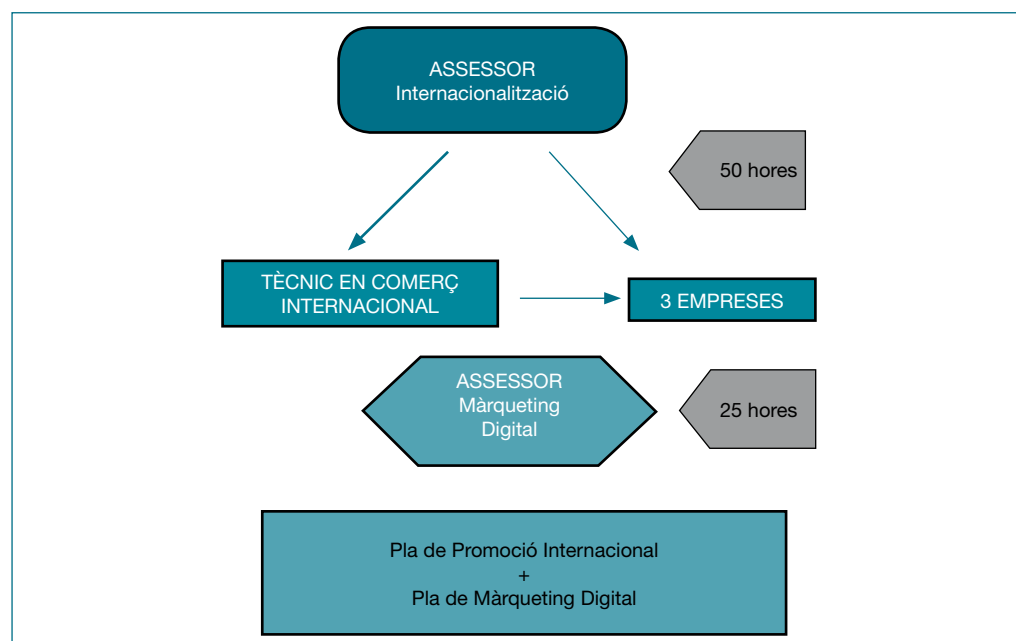 ASSESSOR
Internacionalització
50 hores
TÈCNIC EN COMERÇ
INTERNACIONAL
3 EMPRESES
ASSESSOR
Màrqueting
Digital
25 hores
Pla de Promoció Internacional
+
Pla de Màrqueting Digital